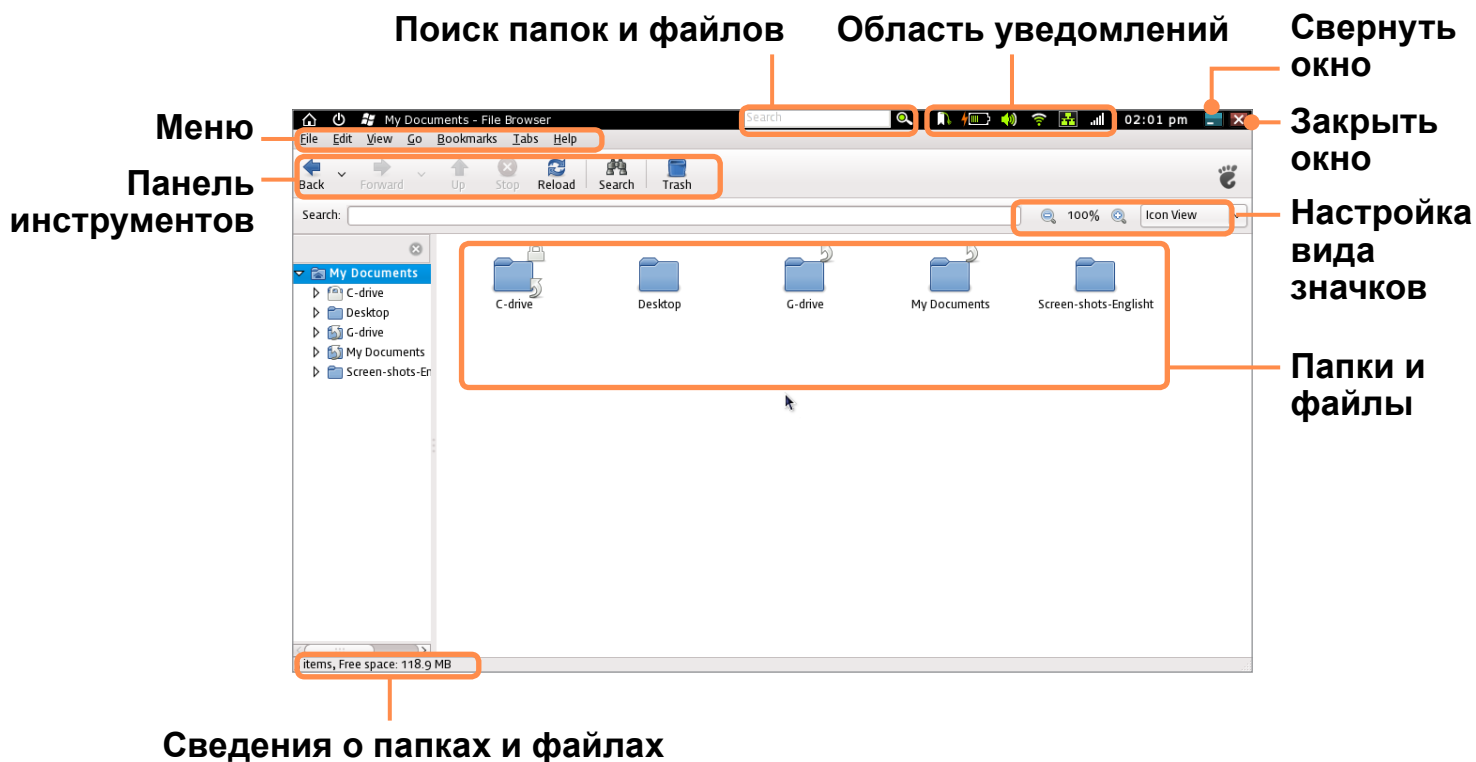 Поиск папок и файлов
Область уведомлений
Свернуть
окно
Меню
Закрыть
окно
Панель
инструментов
Настройка
вида
значков
Папки и
файлы
My Documents - File Browser
Search
02:01 pm
File Edit View Go Bookmarks Tabs Help
Back Forward Up Stop Reload Search Trash
Search:
100%
Icon View
My Documents
C-drive
Desktop
G-drive
My Documents
Screen-shots-En
C-drive
Desktop
G-drive
My Documents
Screen-shots-Englisht
items, Free space: 118.9 MB
Сведения о папках и файлах